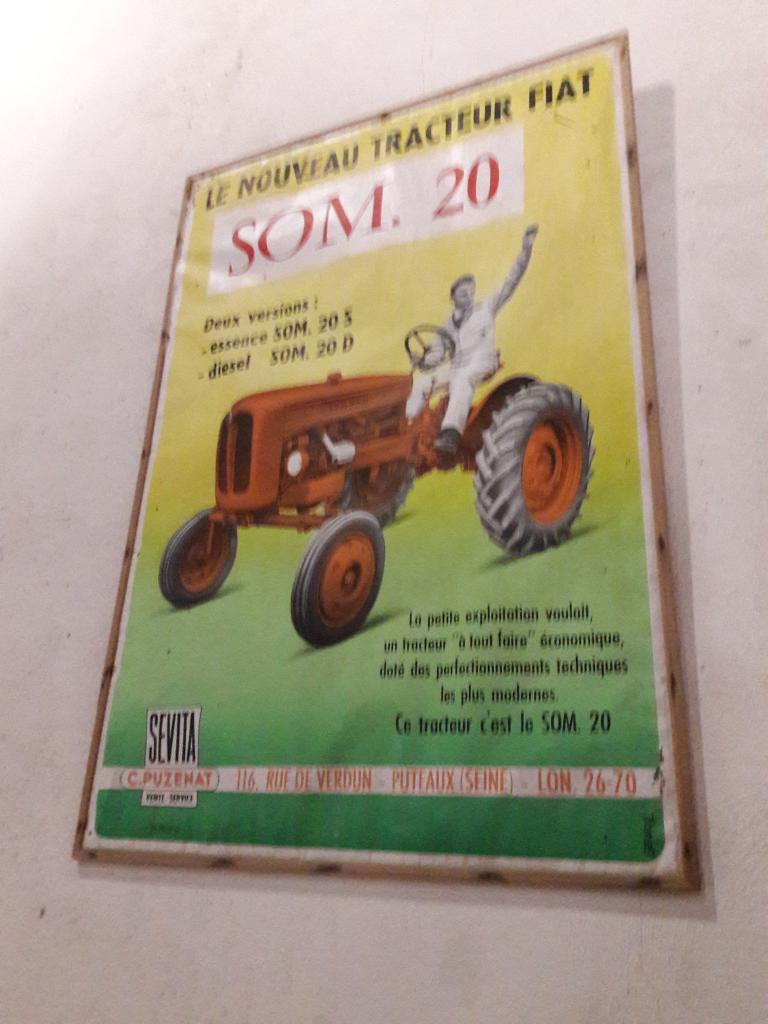 LE NOUVEAU TRACTEUR FIAT
SOM. 20
Deux versions :
- essence SOM. 20 S
- diesel SOM. 20 D
La petite exploitation voulait,
un tracteur "à tout faire" économique,
doté des perfectionnements techniques
les plus modernes.
Ce tracteur c'est le SOM. 20
SEVITA
C. PUZENAT
VENTE SERVICE
116, RUE DE VERDUN - PUTEAUX (SEINE) - LON. 26-70